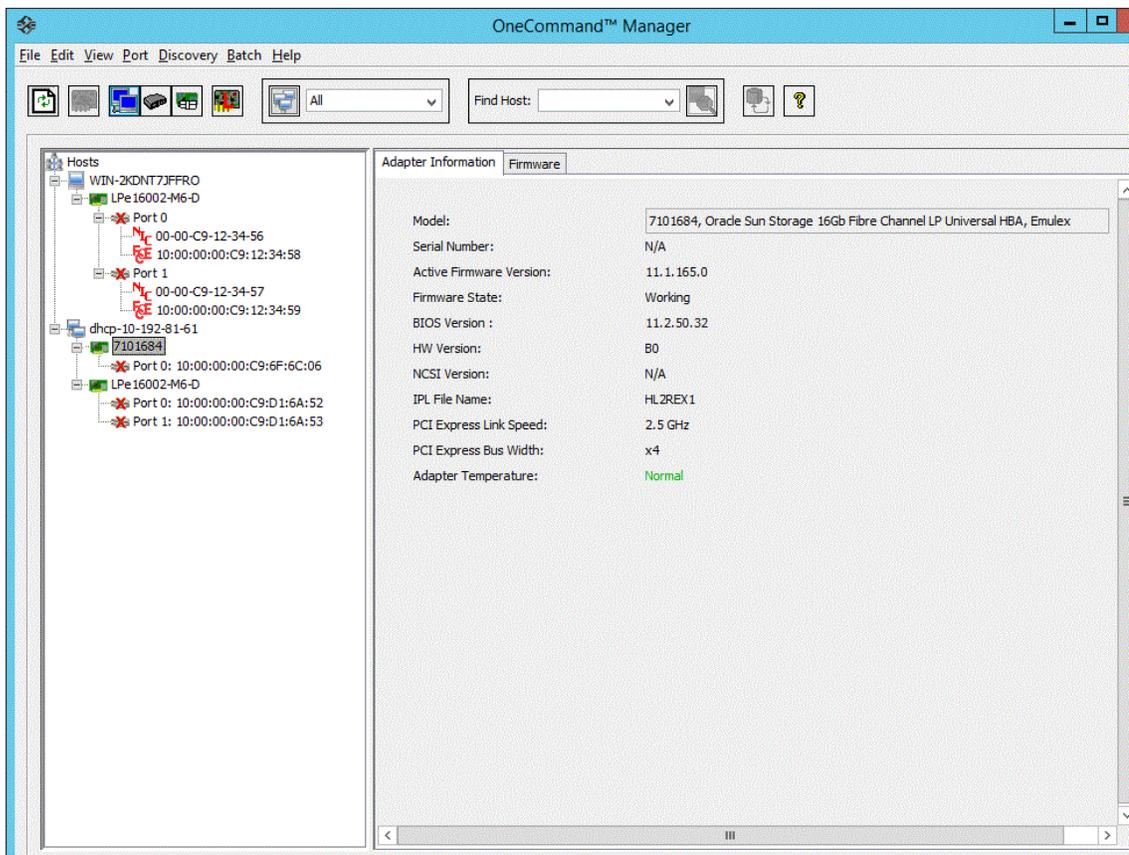 OneCommand™ Manager
File Edit View Port Discovery Batch Help
All
Find Host:
Hosts
WIN-2KDNT7JFFRO
LPe16002-M6-D
Port 0
NIC 00-00-C9-12-34-56
FCoE 10:00:00:00:C9:12:34:58
Port 1
NIC 00-00-C9-12-34-57
FCoE 10:00:00:00:C9:12:34:59
dhcp-10-192-81-61
7101684
Port 0: 10:00:00:00:C9:6F:6C:06
LPe16002-M6-D
Port 0: 10:00:00:00:C9:D1:6A:52
Port 1: 10:00:00:00:C9:D1:6A:53
Adapter Information Firmware
Model: 7101684, Oracle Sun Storage 16Gb Fibre Channel LP Universal HBA, Emulex
Serial Number: N/A
Active Firmware Version: 11.1.165.0
Firmware State: Working
BIOS Version : 11.2.50.32
HW Version: B0
NCSI Version: N/A
IPL File Name: HL2REX1
PCI Express Link Speed: 2.5 GHz
PCI Express Bus Width: x4
Adapter Temperature: Normal